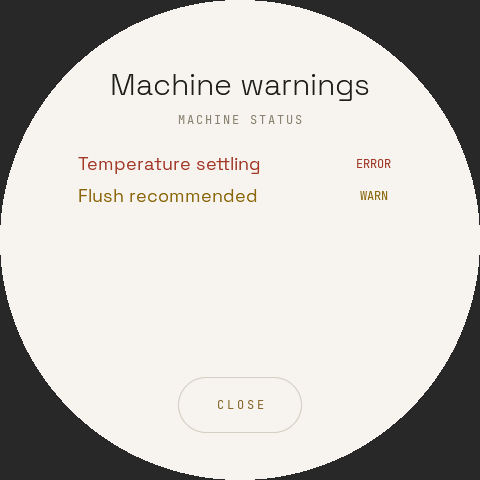 Machine warnings
MACHINE STATUS
Temperature settling ERROR
Flush recommended WARN
CLOSE